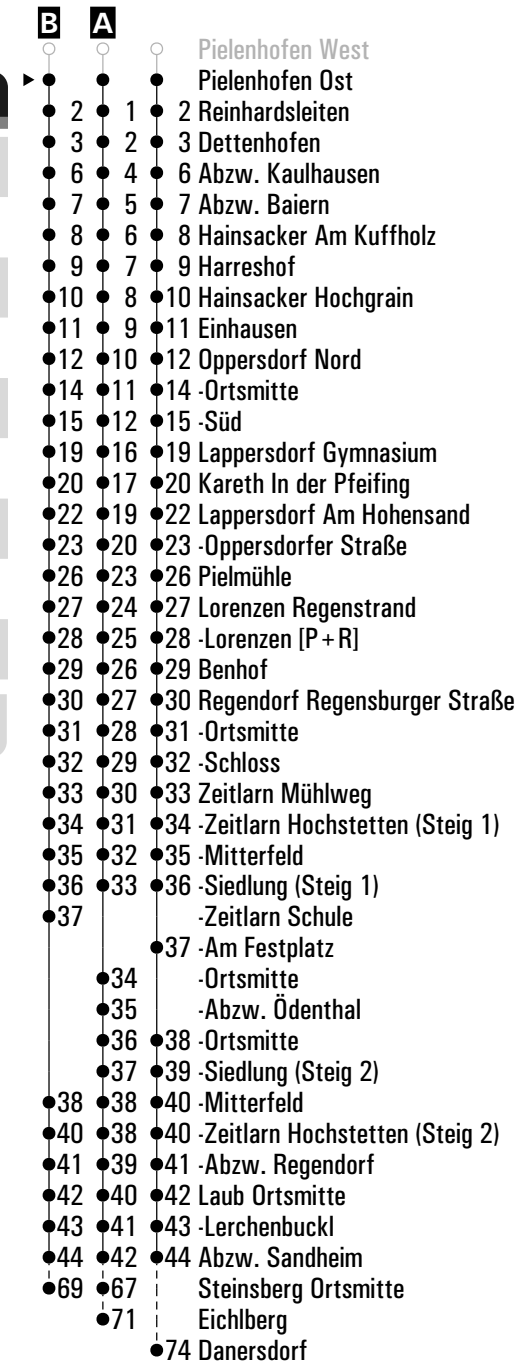 B A
Pielenhofen West
Pielenhofen Ost
2 1 2 Reinhardsleiten
3 2 3 Dettenhofen
6 4 6 Abzw. Kaulhausen
7 5 7 Abzw. Baiern
8 6 8 Hainsacker Am Kuffholz
9 7 9 Harreshof
10 8 10 Hainsacker Hochgrain
11 9 11 Einhausen
12 10 12 Oppersdorf Nord
14 11 14 -Ortsmitte
15 12 15 -Süd
19 16 19 Lappersdorf Gymnasium
20 17 20 Kareth In der Pfeifing
22 19 22 Lappersdorf Am Hohensand
23 20 23 -Oppersdorfer Straße
26 23 26 Pielmühle
27 24 27 Lorenzen Regenstrand
28 25 28 -Lorenzen [P+R]
29 26 29 Benhof
30 27 30 Regendorf Regensburger Straße
31 28 31 -Ortsmitte
32 29 32 -Schloss
33 30 33 Zeitlarn Mühlweg
34 31 34 -Zeitlarn Hochstetten (Steig 1)
35 32 35 -Mitterfeld
36 33 36 -Siedlung (Steig 1)
37 -Zeitlarn Schule
37 -Am Festplatz
34 -Ortsmitte
35 -Abzw. Ödenthal
36 38 -Ortsmitte
37 39 -Siedlung (Steig 2)
38 38 40 -Mitterfeld
40 38 40 -Zeitlarn Hochstetten (Steig 2)
41 39 41 -Abzw. Regendorf
42 40 42 Laub Ortsmitte
43 41 43 -Lerchenbuckl
44 42 44 Abzw. Sandheim
69 67 Steinsberg Ortsmitte
71 Eichlberg
74 Danersdorf